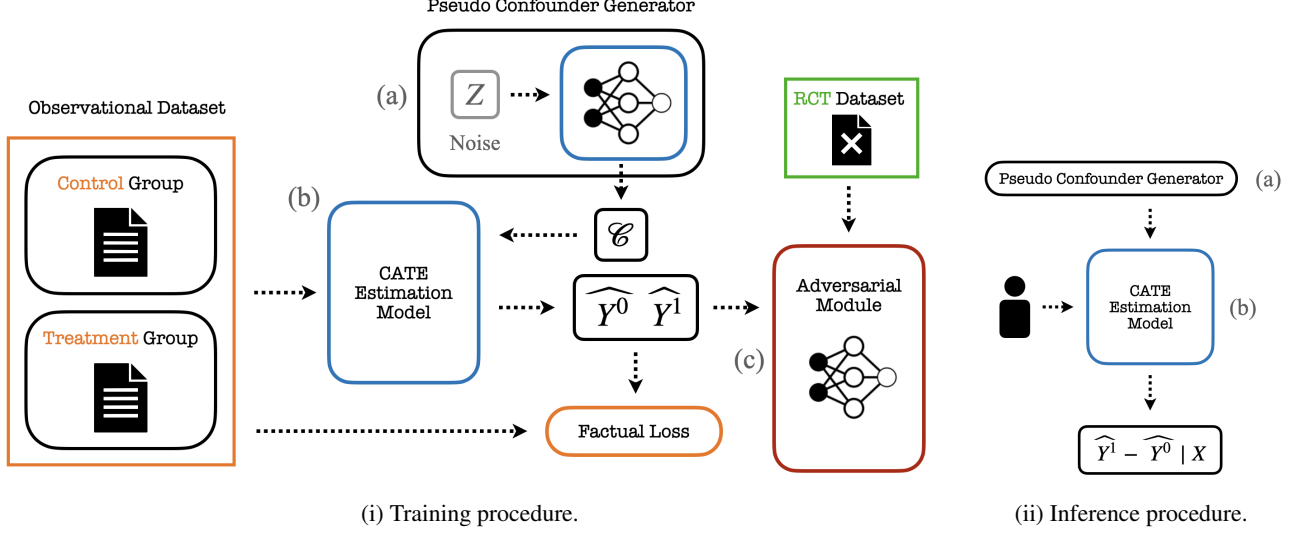 Pseudo Confounder Generator
(a)
Z
Noise
Observational Dataset
Control Group
Treatment Group
(b)
CATE
Estimation
Model
𝒞
Ŷ⁰ Ŷ¹
Factual Loss
RCT Dataset
(c)
Adversarial
Module
(i) Training procedure.
Pseudo Confounder Generator
(a)
CATE
Estimation
Model
(b)
Ŷ¹ − Ŷ⁰ | X
(ii) Inference procedure.